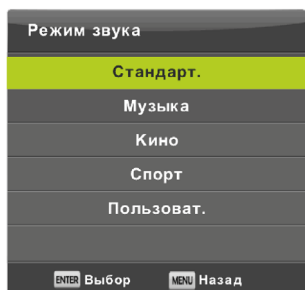 Режим звука
Стандарт.
Музыка
Кино
Спорт
Пользоват.
ENTER Выбор MENU Назад